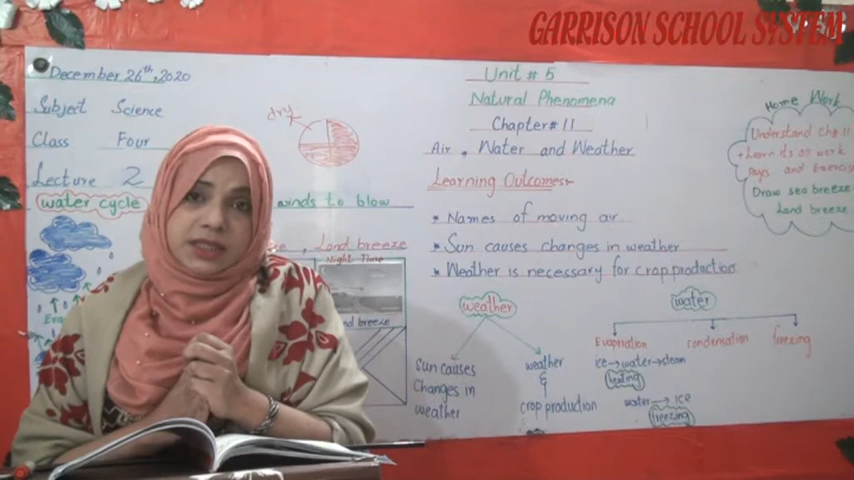 GARRISON SCHOOL SYSTEM
December 26th, 2020
Subject Science
Class Four
Lecture 2
water cycle
dry
winds to blow
Land breeze
Night Time
nd breeze
Unit # 5
Natural Phenomena
Chapter # 11
Air, Water and Weather
Learning Outcomes:-
* Names of moving air
* Sun causes changes in weather
* Weather is necessary for crop production
weather
Sun causes
Changes in
weather
weather
&
crop production
water
Evapriation
condensation
freezing
ice → water → steam
heating
water → ICE
freezing
Home Work
Understand Ch # 11
Draw sea breeze
Land breeze